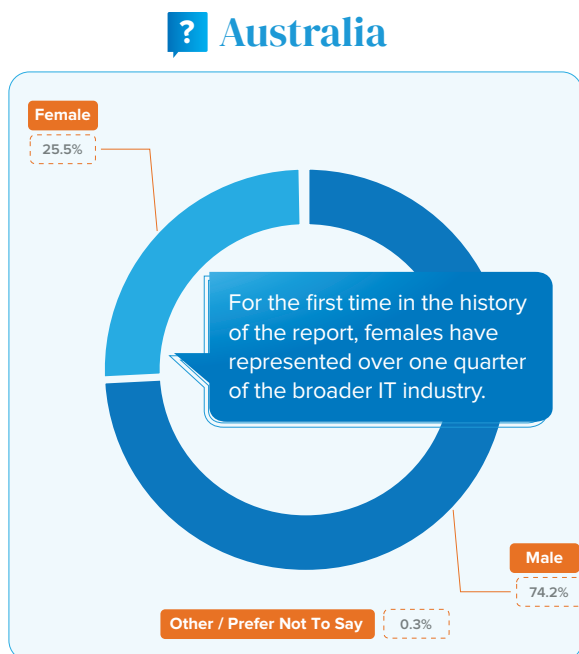 ? Australia
Female
25.5%
For the first time in the history
of the report, females have
represented over one quarter
of the broader IT industry.
Male
74.2%
Other / Prefer Not To Say 0.3%